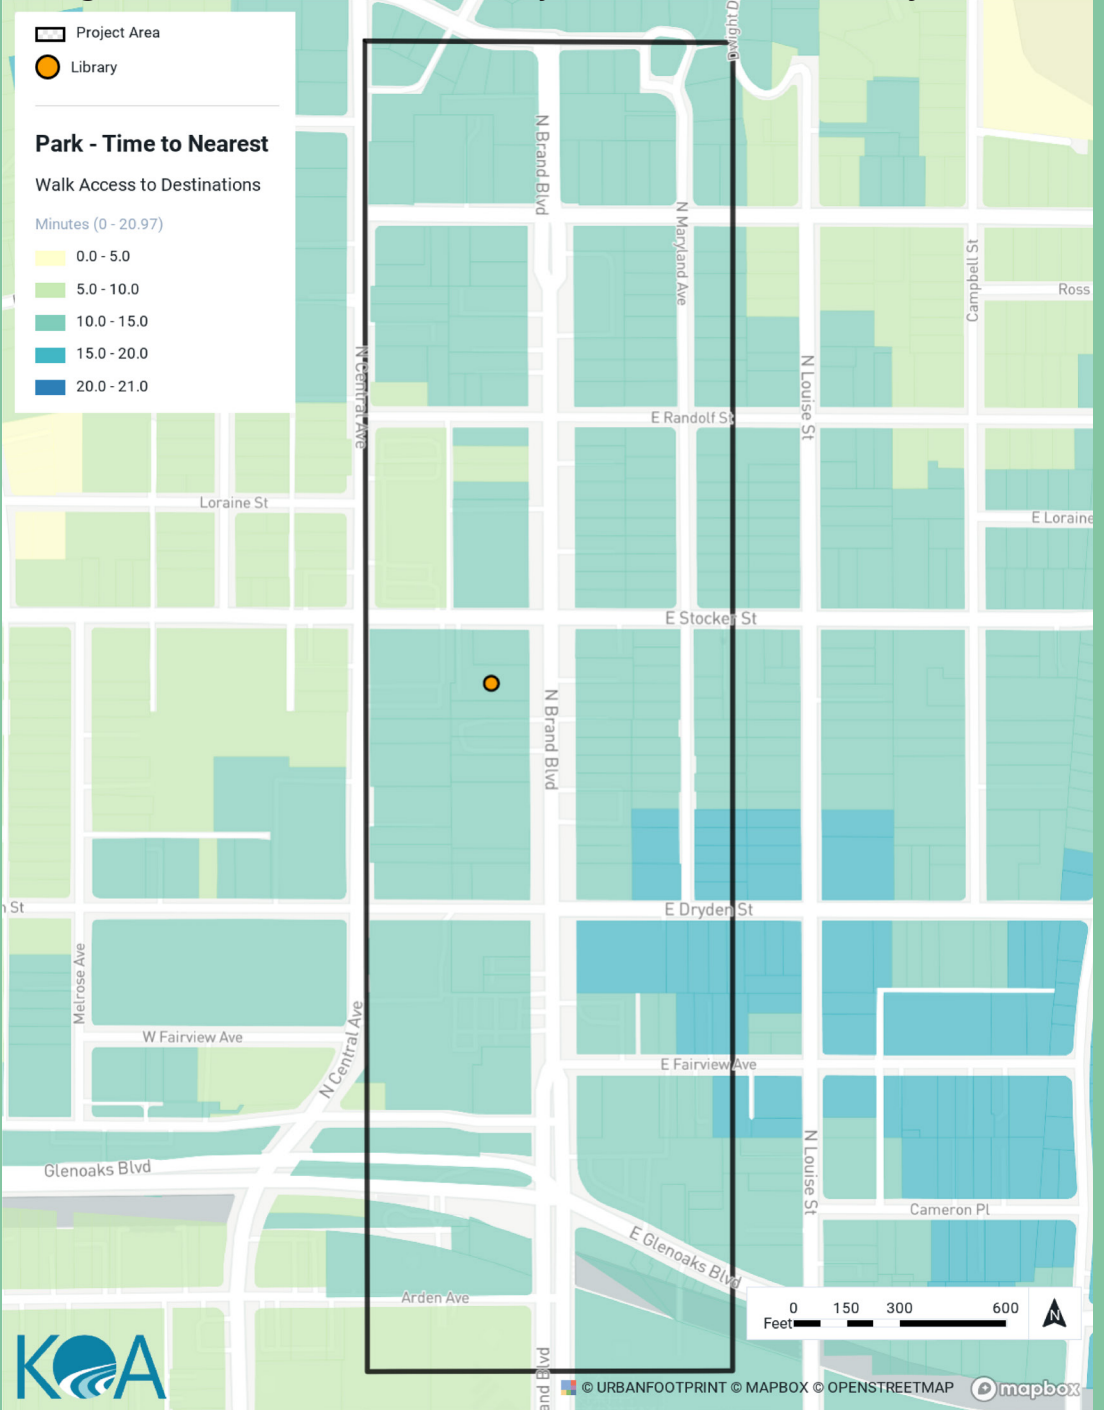 Dwight D
Project Area
Library
Park - Time to Nearest
Walk Access to Destinations
Minutes (0 - 20.97)
0.0 - 5.0
5.0 - 10.0
10.0 - 15.0
15.0 - 20.0
20.0 - 21.0
N Brand Blvd
N Maryland Ave
Campbell St
Ross
N Central Ave
N Louise St
E Randolf St
Loraine St
E Loraine
E Stocker St
N Brand Blvd
n St
E Dryden St
Melrose Ave
W Fairview Ave
N Central Ave
E Fairview Ave
Glenoaks Blvd
N Louise St
Cameron Pl
E Glenoaks Blvd
Arden Ave
0 150 300 600
Feet
N
KOA
and Blvd
© URBANFOOTPRINT © MAPBOX © OPENSTREETMAP
mapbox